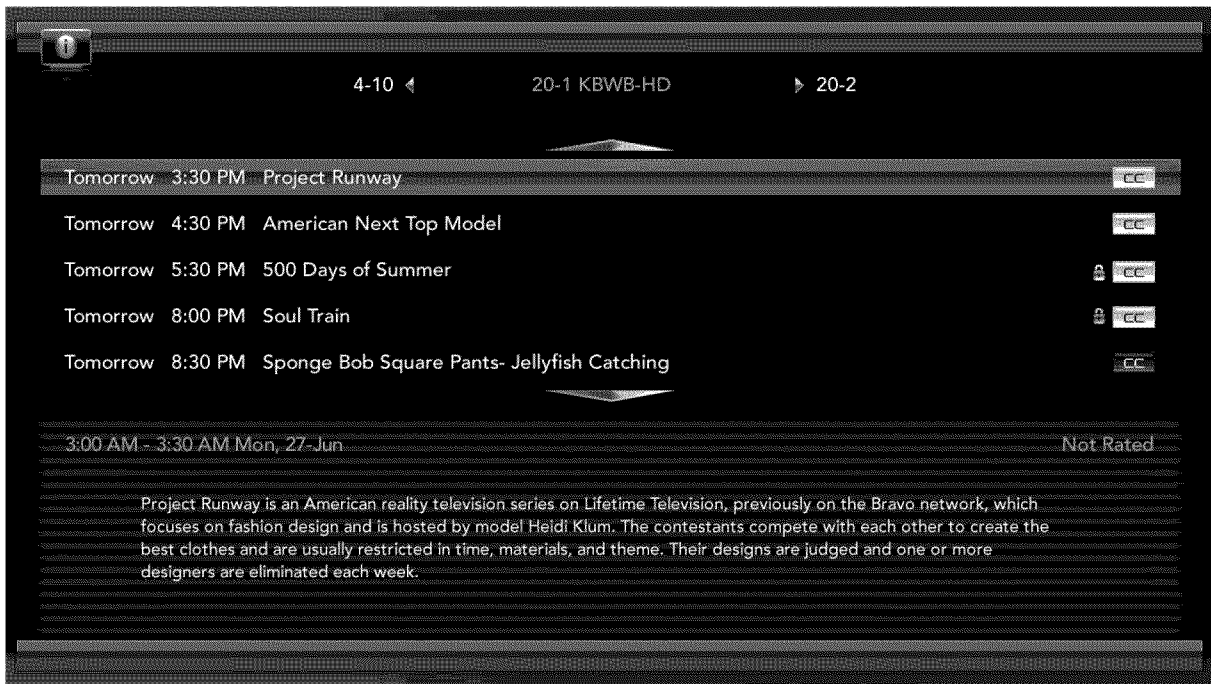 4-10 20-1 KBWB-HD 20-2
Tomorrow 3:30 PM Project Runway CC
Tomorrow 4:30 PM American Next Top Model CC
Tomorrow 5:30 PM 500 Days of Summer CC
Tomorrow 8:00 PM Soul Train CC
Tomorrow 8:30 PM Sponge Bob Square Pants- Jellyfish Catching CC
3:00 AM - 3:30 AM Mon, 27-Jun Not Rated
Project Runway is an American reality television series on Lifetime Television, previously on the Bravo network, which
focuses on fashion design and is hosted by model Heidi Klum. The contestants compete with each other to create the
best clothes and are usually restricted in time, materials, and theme. Their designs are judged and one or more
designers are eliminated each week.